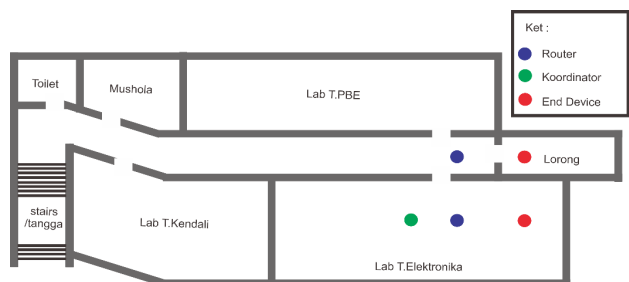 Ket :
Router
Koordinator
End Device
Toilet
Mushola
Lab T.PBE
Lorong
stairs
/tangga
Lab T.Kendali
Lab T.Elektronika